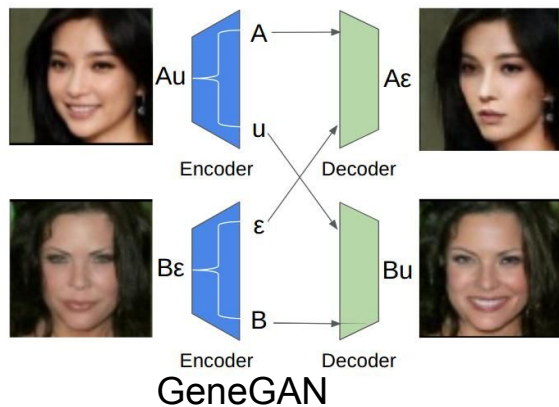 A
Au
Aε
u
Encoder
Decoder
ε
Bε
Bu
B
Encoder
Decoder
GeneGAN